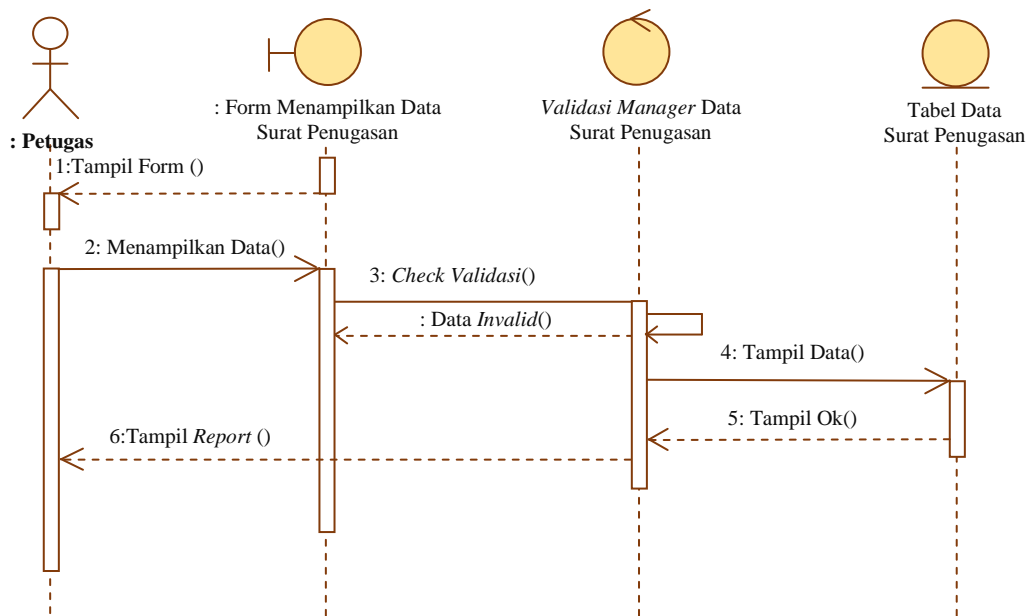 : Petugas
: Form Menampilkan Data
Surat Penugasan
Validasi Manager Data
Surat Penugasan
Tabel Data
Surat Penugasan
1:Tampil Form ()
2: Menampilkan Data()
3: Check Validasi()
: Data Invalid()
4: Tampil Data()
5: Tampil Ok()
6:Tampil Report ()